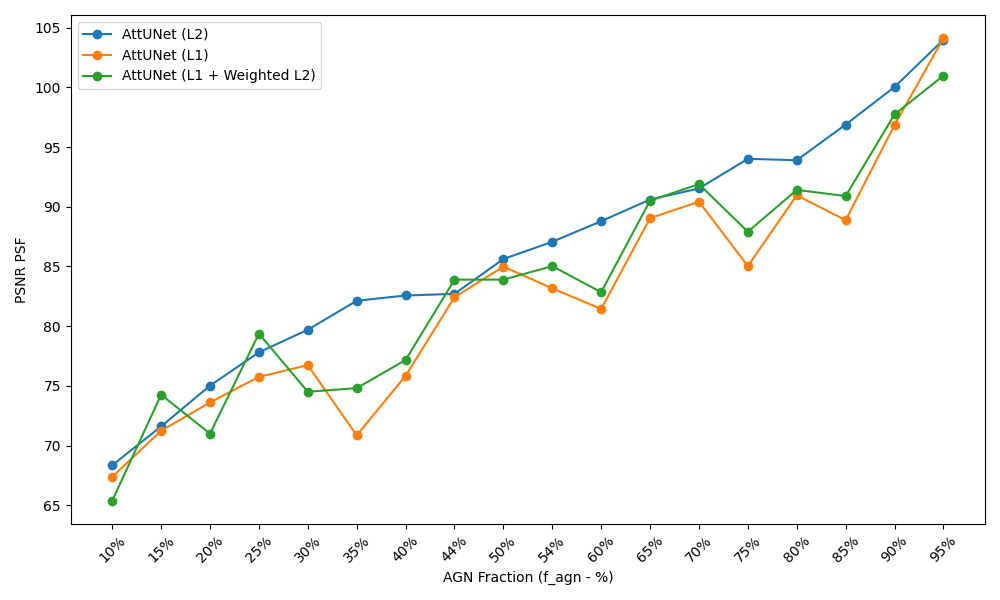 AttUNet (L2)
AttUNet (L1)
AttUNet (L1 + Weighted L2)
PSNR PSF
105
100
95
90
85
80
75
70
65
10% 15% 20% 25% 30% 35% 40% 44% 50% 54% 60% 65% 70% 75% 80% 85% 90% 95%
AGN Fraction (f_agn - %)